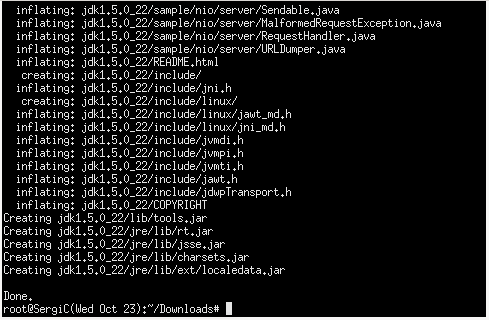 inflating: jdk1.5.0_22/sample/nio/server/Sendable.java
inflating: jdk1.5.0_22/sample/nio/server/MalformedRequestException.java
inflating: jdk1.5.0_22/sample/nio/server/RequestHandler.java
inflating: jdk1.5.0_22/sample/nio/server/URLDumper.java
inflating: jdk1.5.0_22/README.html
creating: jdk1.5.0_22/include/
inflating: jdk1.5.0_22/include/jni.h
creating: jdk1.5.0_22/include/linux/
inflating: jdk1.5.0_22/include/linux/jawt_md.h
inflating: jdk1.5.0_22/include/linux/jni_md.h
inflating: jdk1.5.0_22/include/jvmdi.h
inflating: jdk1.5.0_22/include/jvmpi.h
inflating: jdk1.5.0_22/include/jvmti.h
inflating: jdk1.5.0_22/include/jawt.h
inflating: jdk1.5.0_22/include/jdwpTransport.h
inflating: jdk1.5.0_22/COPYRIGHT
Creating jdk1.5.0_22/lib/tools.jar
Creating jdk1.5.0_22/jre/lib/rt.jar
Creating jdk1.5.0_22/jre/lib/jsse.jar
Creating jdk1.5.0_22/jre/lib/charsets.jar
Creating jdk1.5.0_22/jre/lib/ext/localedata.jar
Done.
root@SergiC(Wed Oct 23):~/Downloads#